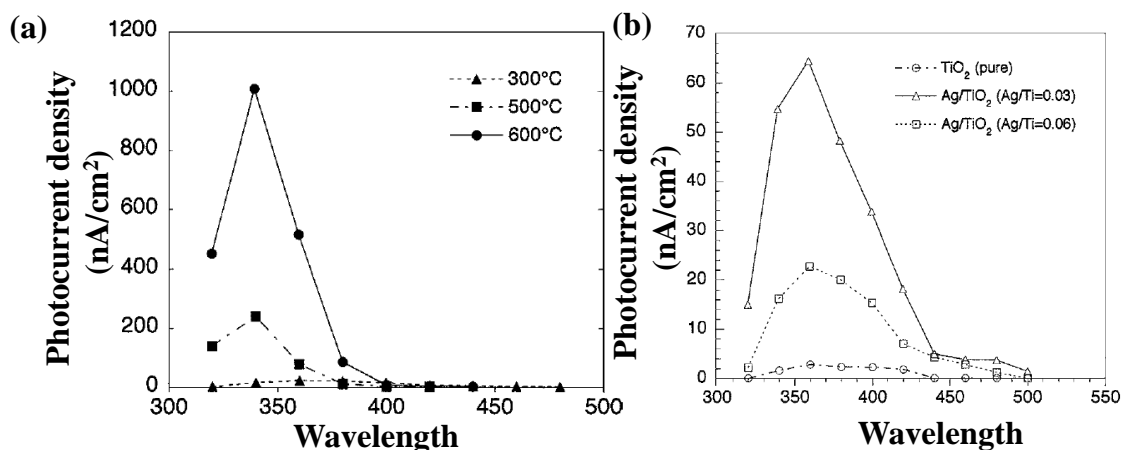 (a)
Photocurrent density
(nA/cm²)
1200
1000
800
600
400
200
0
300 350 400 450 500
Wavelength
300°C
500°C
600°C
(b)
Photocurrent density
(nA/cm²)
70
60
50
40
30
20
10
0
300 350 400 450 500 550
Wavelength
TiO₂ (pure)
Ag/TiO₂ (Ag/Ti=0.03)
Ag/TiO₂ (Ag/Ti=0.06)